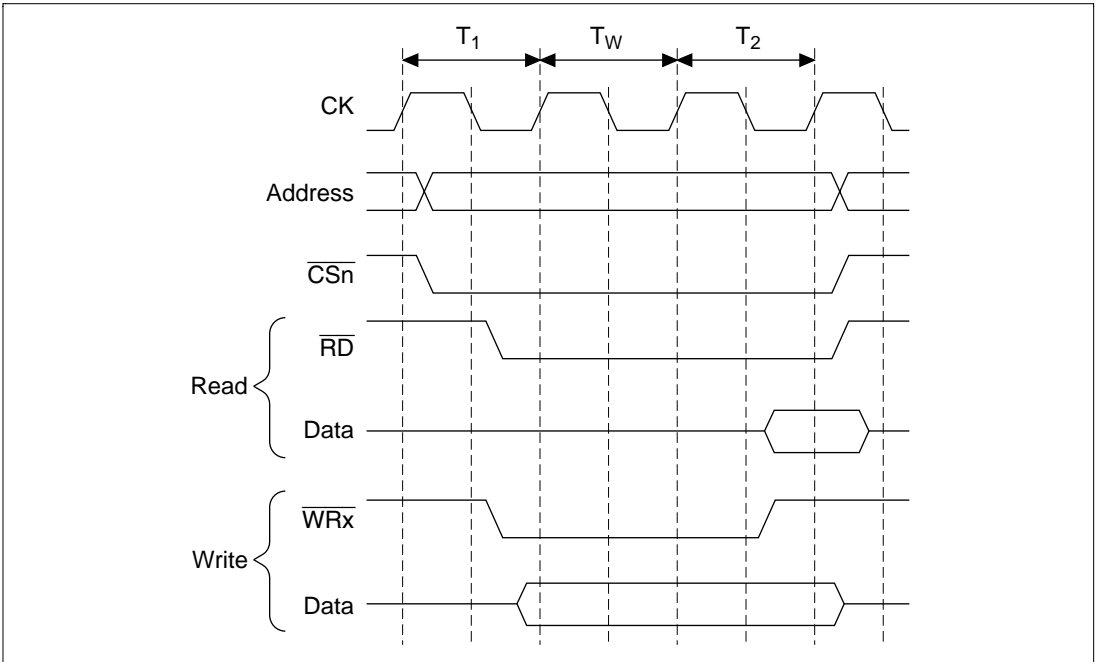 T1 TW T2
CK
Address
CSn
RD
Read
Data
WRx
Write
Data